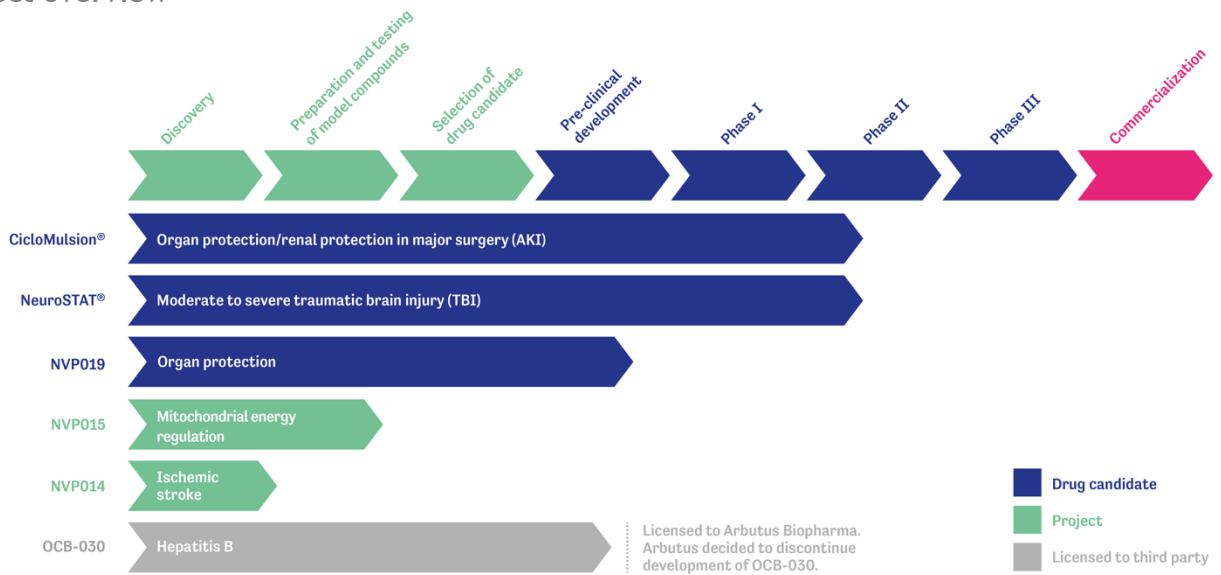 Discovery
Preparation and testing
of model compounds
Selection of
drug candidate
Pre-clinical
development
Phase I
Phase II
Phase III
Commercialization
CicloMulsion®
Organ protection/renal protection in major surgery (AKI)
NeuroSTAT®
Moderate to severe traumatic brain injury (TBI)
NVP019
Organ protection
NVP015
Mitochondrial energy
regulation
NVP014
Ischemic
stroke
OCB-030
Hepatitis B
Licensed to Arbutus Biopharma.
Arbutus decided to discontinue
development of OCB-030.
Drug candidate
Project
Licensed to third party